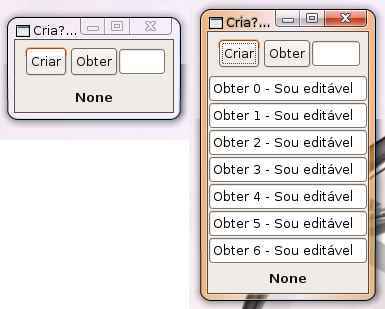 Cria?...
Criar Obter
None
Cria?...
Criar Obter
Obter 0 - Sou editável
Obter 1 - Sou editável
Obter 2 - Sou editável
Obter 3 - Sou editável
Obter 4 - Sou editável
Obter 5 - Sou editável
Obter 6 - Sou editável
None